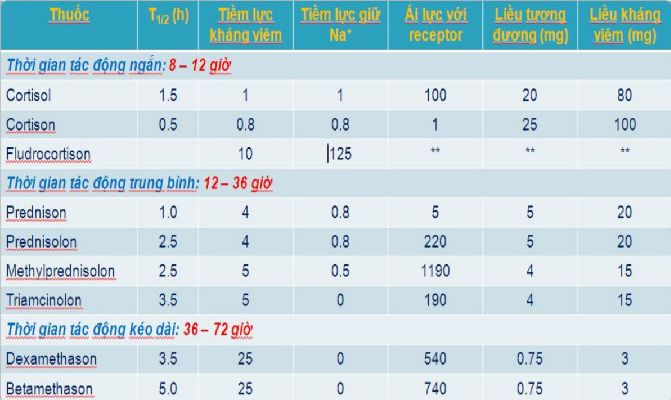 Thuốc T1/2 (h) Tiềm lực kháng viêm Tiềm lực giữ Na+ Ái lực với receptor Liều tương đương (mg) Liều kháng viêm (mg)
Thời gian tác động ngắn: 8 – 12 giờ
Cortisol 1.5 1 1 100 20 80
Cortison 0.5 0.8 0.8 1 25 100
Fludrocortison 10 125 ** ** **
Thời gian tác động trung bình: 12 – 36 giờ
Prednison 1.0 4 0.8 5 5 20
Prednisolon 2.5 4 0.8 220 5 20
Methylprednisolon 2.5 5 0.5 1190 4 15
Triamcinolon 3.5 5 0 190 4 15
Thời gian tác động kéo dài: 36 – 72 giờ
Dexamethason 3.5 25 0 540 0.75 3
Betamethason 5.0 25 0 740 0.75 3